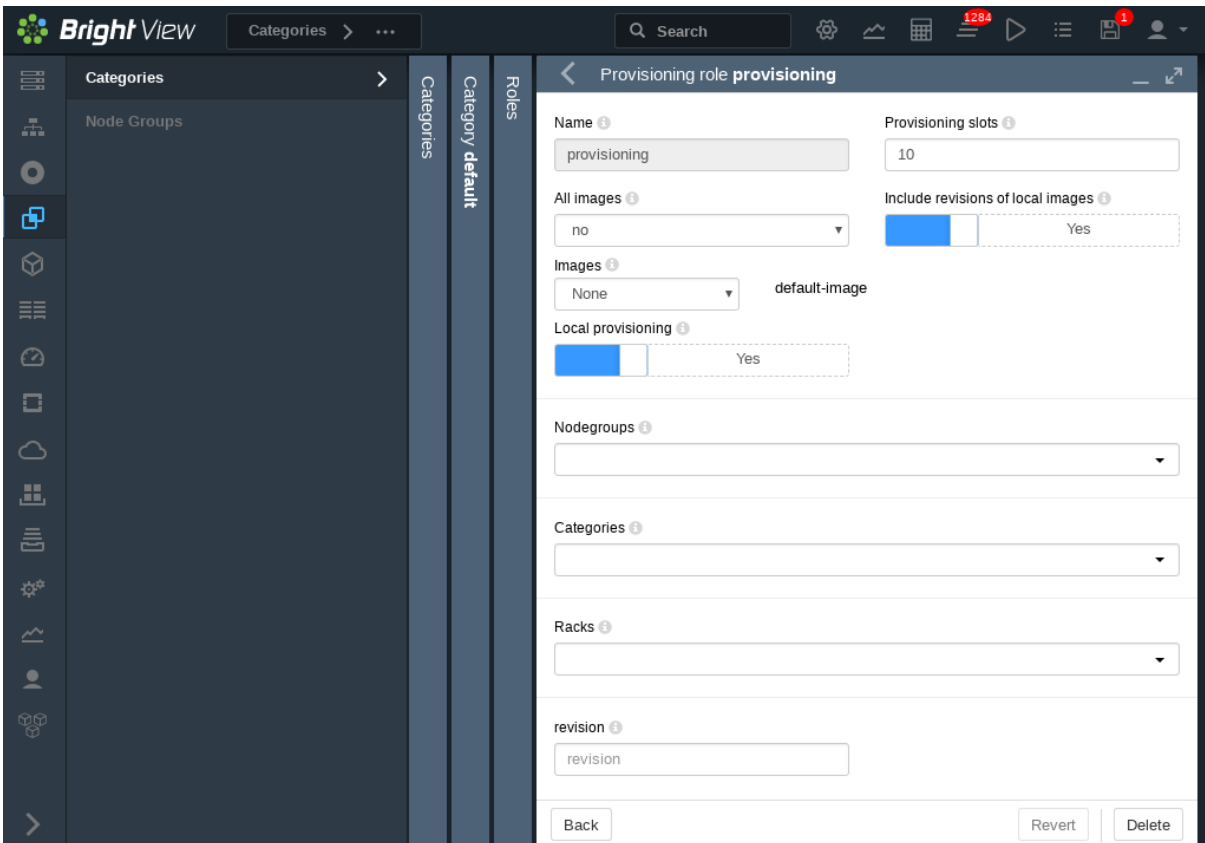 Bright View
Categories
...
Search
1284
1
Categories
Node Groups
Categories
Category default
Roles
Provisioning role provisioning
Name
Provisioning slots
provisioning
10
All images
Include revisions of local images
no
Yes
Images
None
default-image
Local provisioning
Yes
Nodegroups
Categories
Racks
revision
revision
Back
Revert
Delete